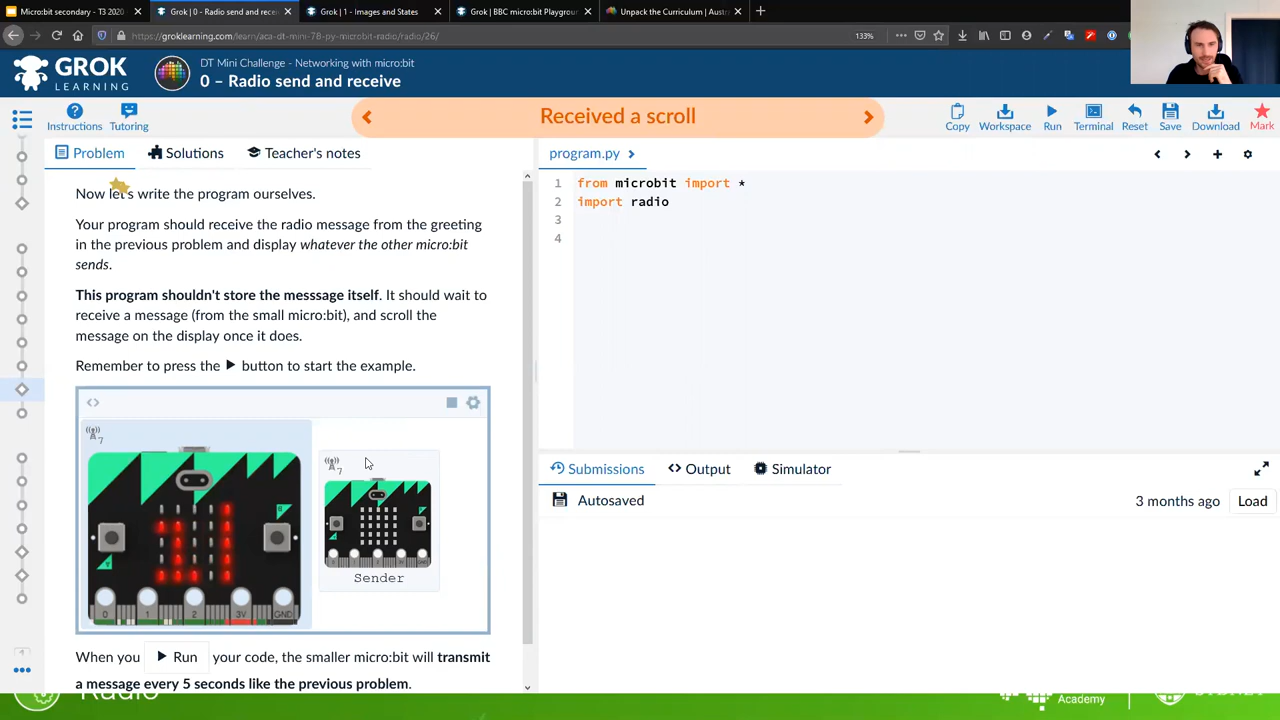 Micro:bit secondary - T3 2020
Grok | 0 - Radio send and recei
Grok | 1 - Images and States
Grok | BBC micro:bit Playgrou
Unpack the Curriculum | Aust
https://groklearning.com/learn/aca-dt-mini-78-py-microbit-radio/radio/26/
133%
GROK
LEARNING
DT Mini Challenge - Networking with micro:bit
0 – Radio send and receive
Instructions
Tutoring
Received a scroll
Copy
Workspace
Run
Terminal
Reset
Save
Download
Mark
Problem
Solutions
Teacher's notes
program.py
Now let's write the program ourselves.
Your program should receive the radio message from the greeting
in the previous problem and display whatever the other micro:bit
sends.
This program shouldn't store the messsage itself. It should wait to
receive a message (from the small micro:bit), and scroll the
message on the display once it does.
Remember to press the button to start the example.
7
7
0 1 2 3V GND
Sender
When you Run your code, the smaller micro:bit will transmit
a message every 5 seconds like the previous problem.
1 from microbit import *
2 import radio
3
4
Submissions
Output
Simulator
Autosaved
3 months ago
Load
Academy